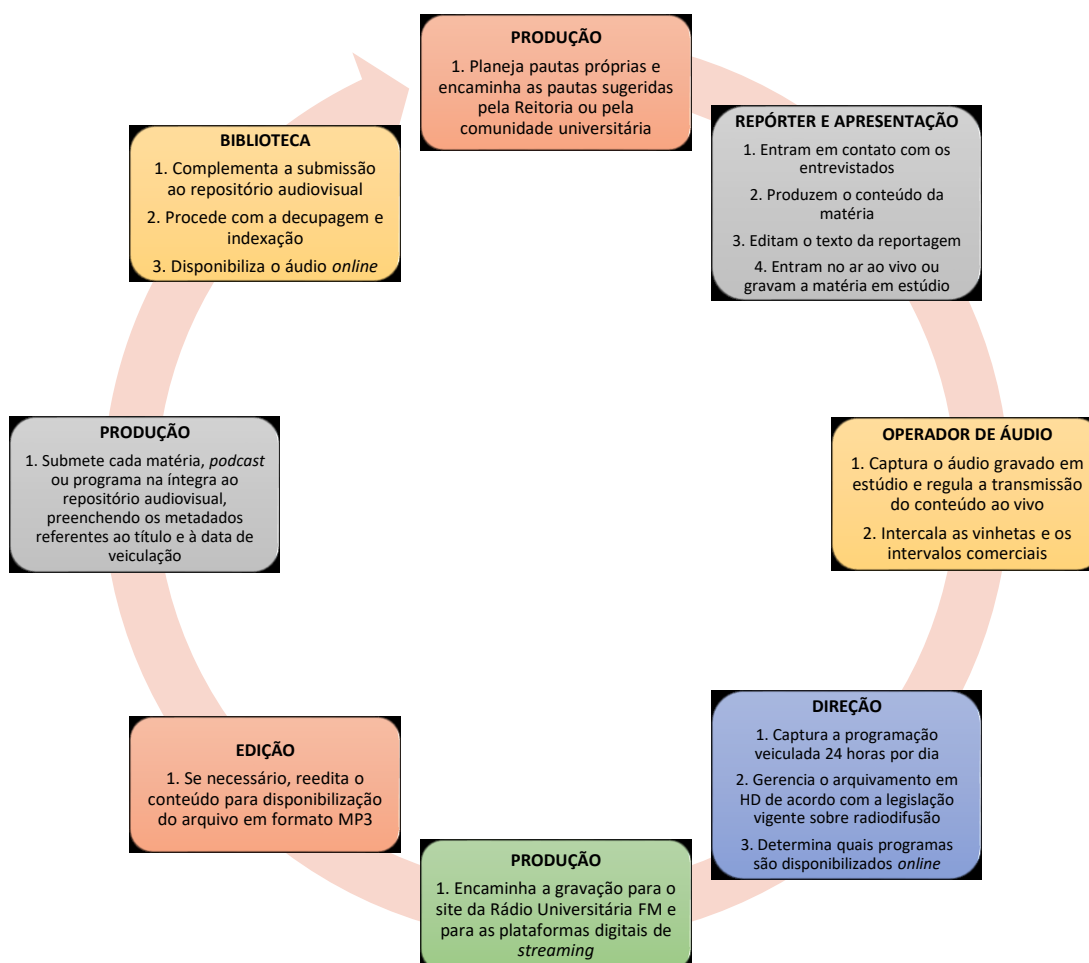 PRODUÇÃO
1. Planeja pautas próprias e
encaminha as pautas sugeridas
pela Reitoria ou pela
comunidade universitária
REPÓRTER E APRESENTAÇÃO
1. Entram em contato com os
entrevistados
2. Produzem o conteúdo da
matéria
3. Editam o texto da reportagem
4. Entram no ar ao vivo ou
gravam a matéria em estúdio
OPERADOR DE ÁUDIO
1. Captura o áudio gravado em
estúdio e regula a transmissão
do conteúdo ao vivo
2. Intercala as vinhetas e os
intervalos comerciais
DIREÇÃO
1. Captura a programação
veiculada 24 horas por dia
2. Gerencia o arquivamento em
HD de acordo com a legislação
vigente sobre radiodifusão
3. Determina quais programas
são disponibilizados online
PRODUÇÃO
1. Encaminha a gravação para o
site da Rádio Universitária FM e
para as plataformas digitais de
streaming
EDIÇÃO
1. Se necessário, reedita o
conteúdo para disponibilização
do arquivo em formato MP3
PRODUÇÃO
1. Submete cada matéria, podcast
ou programa na íntegra ao
repositório audiovisual,
preenchendo os metadados
referentes ao título e à data de
veiculação
BIBLIOTECA
1. Complementa a submissão
ao repositório audiovisual
2. Procede com a decupagem e
indexação
3. Disponibiliza o áudio online